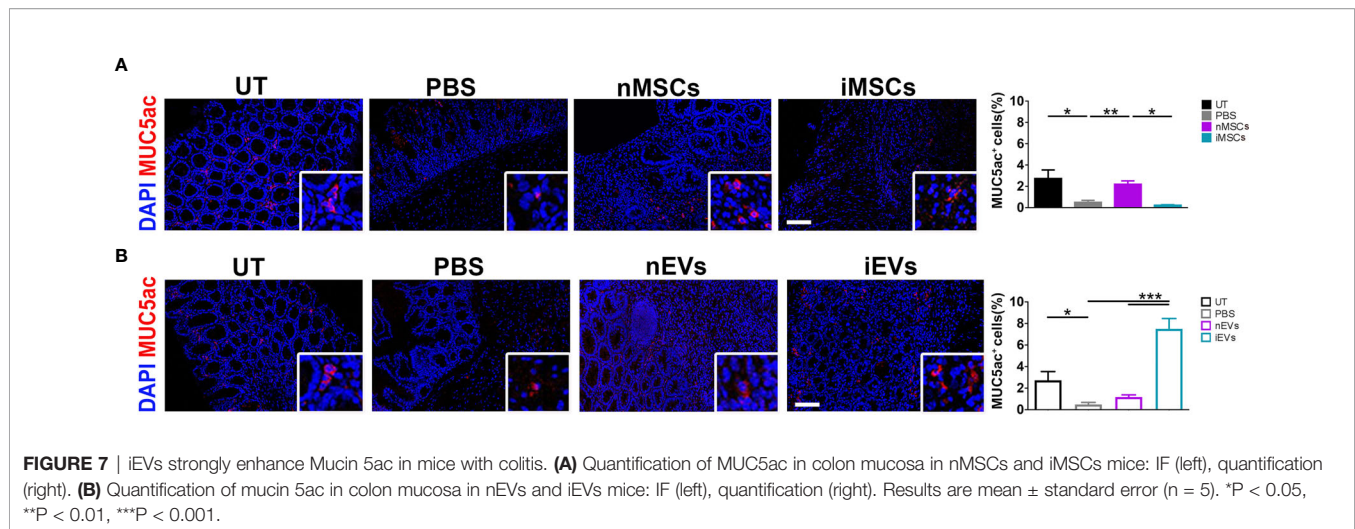 A
UT
PBS
nMSCs
iMSCs
DAPI MUC5ac
MUC5ac+ cells(%)
10
8
6
4
2
0
*
**
*
UT
PBS
nMSCs
iMSCs
B
UT
PBS
nEVs
iEVs
DAPI MUC5ac
MUC5ac+ cells(%)
10
8
6
4
2
0
*
***
UT
PBS
nEVs
iEVs
FIGURE 7 | iEVs strongly enhance Mucin 5ac in mice with colitis. (A) Quantification of MUC5ac in colon mucosa in nMSCs and iMSCs mice: IF (left), quantification
(right). (B) Quantification of mucin 5ac in colon mucosa in nEVs and iEVs mice: IF (left), quantification (right). Results are mean ± standard error (n = 5). *P < 0.05,
**P < 0.01, ***P < 0.001.